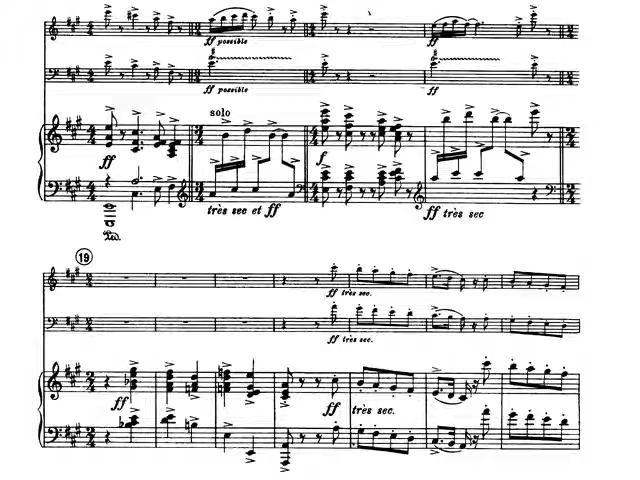 ff possible ff possible
ff possible ff
solo
ff f
très sec et ff ff très sec
19
ff très sec.
ff très sec.
ff ff très sec.